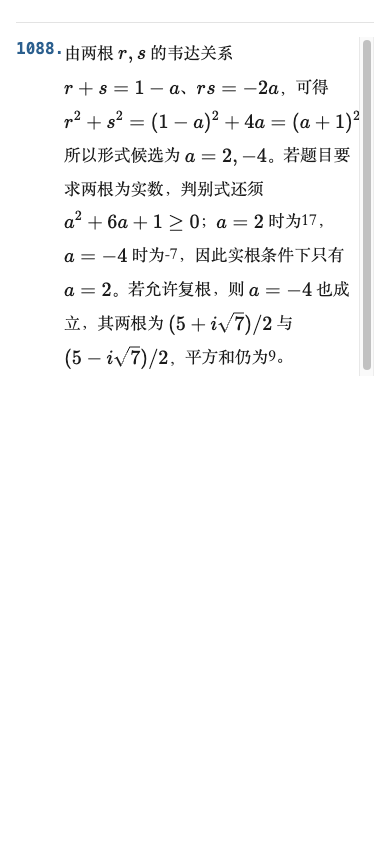 1088. 由两根 r, s 的韦达关系
r + s = 1 − a、rs = −2a，可得
r² + s² = (1 − a)² + 4a = (a + 1)²
所以形式候选为 a = 2, −4。若题目要
求两根为实数，判别式还须
a² + 6a + 1 ≥ 0；a = 2 时为17，
a = −4 时为-7，因此实根条件下只有
a = 2。若允许复根，则 a = −4 也成
立，其两根为 (5 + i√7)/2 与
(5 − i√7)/2，平方和仍为9。